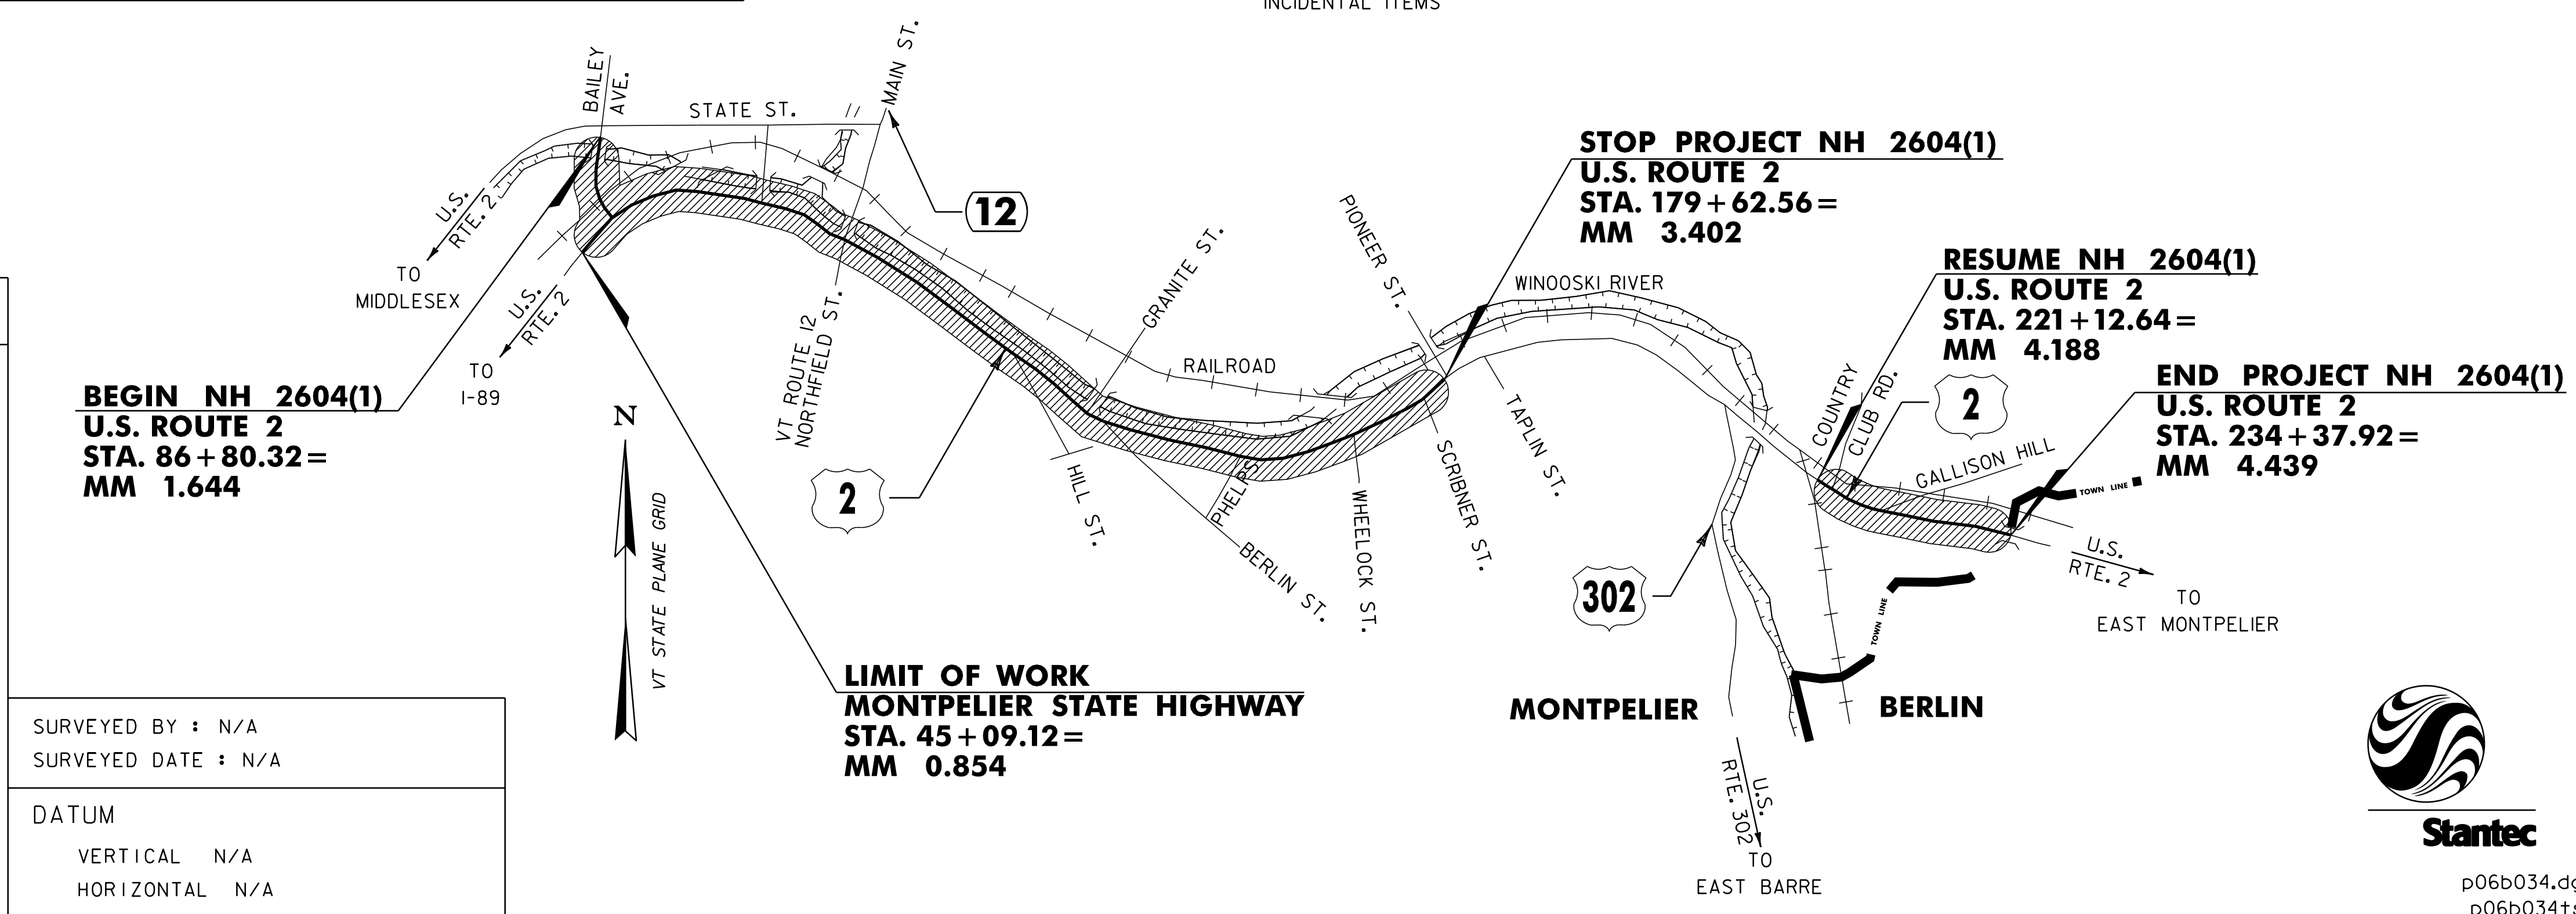 INCIDENTAL ITEMS
BAILEY
AVE.
STATE ST.
MAIN ST.
12
U.S.
RTE. 2
TO
MIDDLESEX
U.S.
RTE. 2
TO
I-89
BEGIN NH 2604(1)
U.S. ROUTE 2
STA. 86+80.32=
MM 1.644
N
VT STATE PLANE GRID
VT ROUTE 12
NORTHFIELD ST.
2
GRANITE ST.
RAILROAD
HILL ST.
PHELPS
BERLIN ST.
WHEELOCK ST.
SCRIBNER ST.
TAPLIN ST.
PIONEER ST.
STOP PROJECT NH 2604(1)
U.S. ROUTE 2
STA. 179+62.56=
MM 3.402
WINOOSKI RIVER
RESUME NH 2604(1)
U.S. ROUTE 2
STA. 221+12.64=
MM 4.188
COUNTRY
CLUB RD.
2
GALLISON HILL
END PROJECT NH 2604(1)
U.S. ROUTE 2
STA. 234+37.92=
MM 4.439
TOWN LINE
U.S.
RTE. 2
TO
EAST MONTPELIER
302
TOWN LINE
MONTPELIER
BERLIN
U.S.
RTE. 302
TO
EAST BARRE
LIMIT OF WORK
MONTPELIER STATE HIGHWAY
STA. 45+09.12=
MM 0.854
SURVEYED BY : N/A
SURVEYED DATE : N/A
DATUM
VERTICAL N/A
HORIZONTAL N/A
Stantec
p06b034.dg
p06b034ts